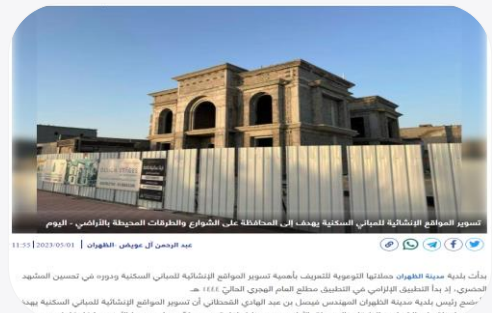 تسوير المواقع الإنشائية للمباني السكنية يهدف إلى المحافظة على الشوارع والطرقات المحيطة بالأراضي - اليوم
عبد الرحمن آل عويض -الظهران | 2023/05/01 | 11:53
بدأت بلدية مدينة الظهران حملاتها التوعوية للتعريف بأهمية تسوير المواقع الإنشائية للمباني السكنية ودوره في تحسين المشهد
الحضري، إذ بدأ التطبيق الإلزامي في التطبيق مطلع العام الهجري الحاليّ ١٤٤٤ هـ.
أوضح رئيس بلدية مدينة الظهران المهندس فيصل بن عبد الهادي القحطاني أن تسوير المواقع الإنشائية للمباني السكنية يهدف